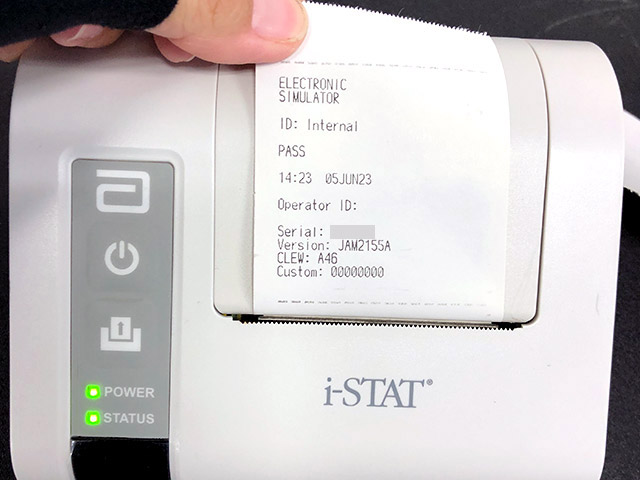 ELECTRONIC
SIMULATOR
ID: Internal
PASS
14:23 05JUN23
Operator ID:
Serial:
Version: JAM2155A
CLEW: A46
Custom: 00000000
POWER
STATUS
i-STAT®